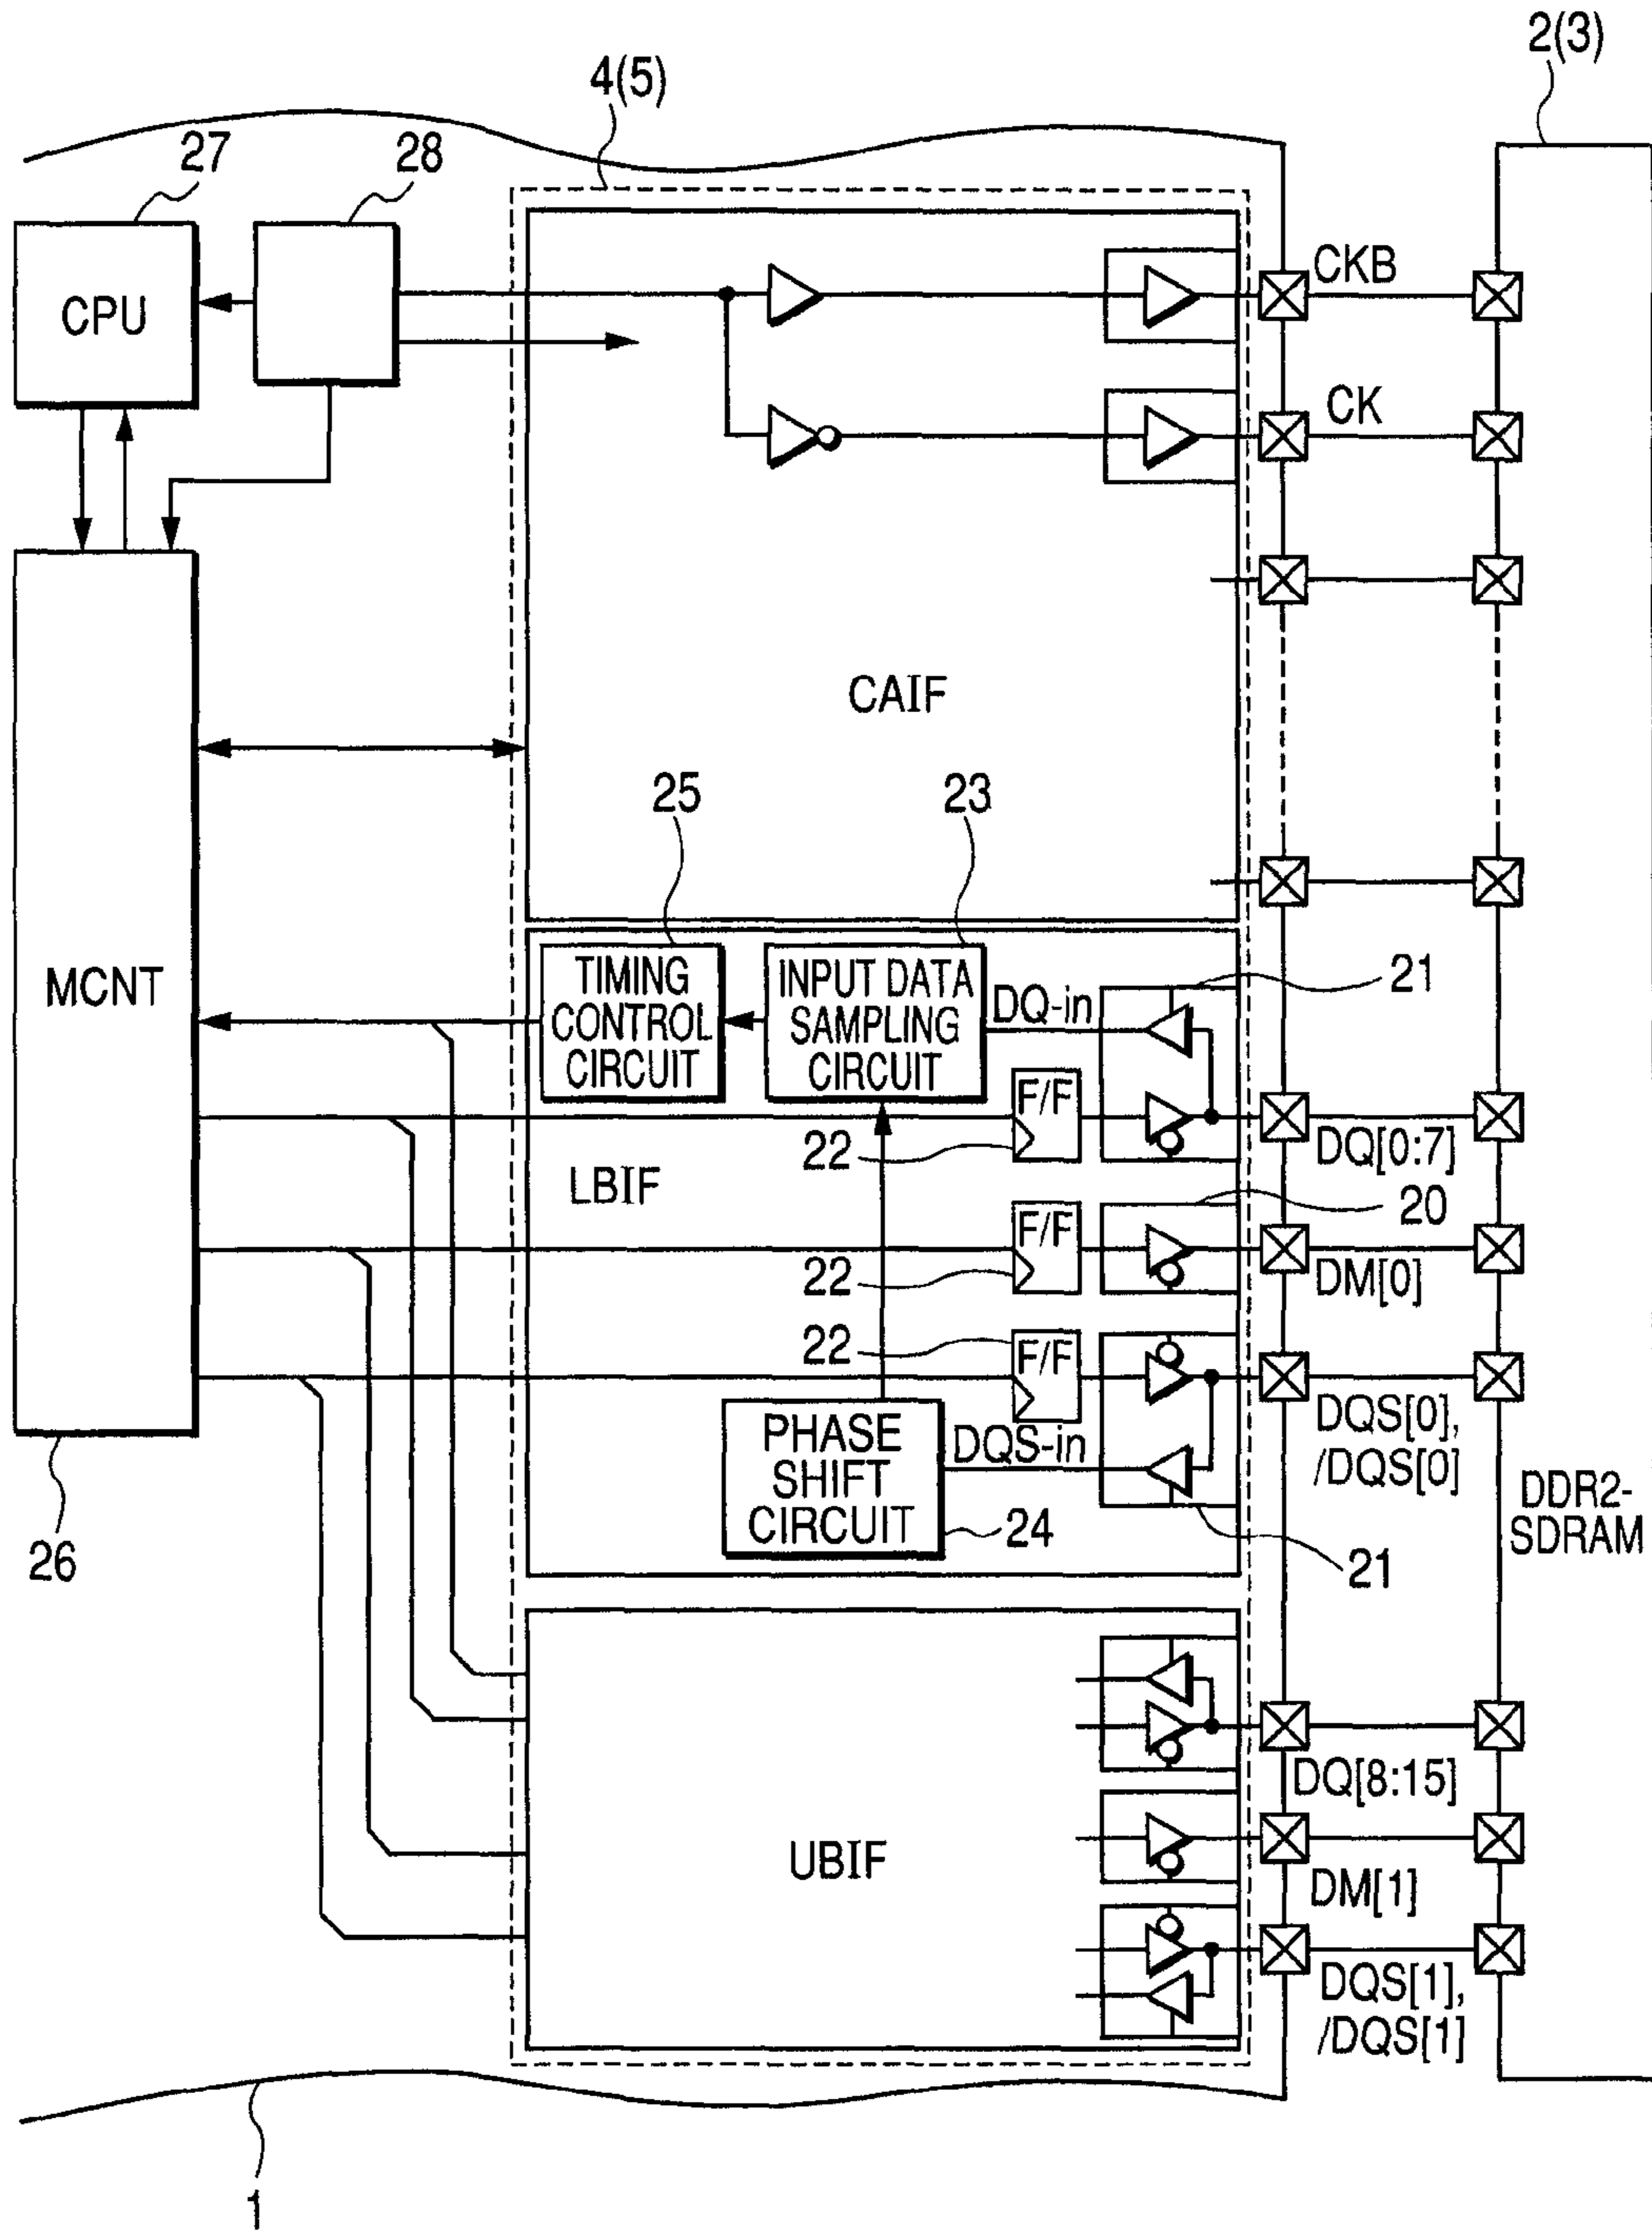 2(3)
4(5)
27
28
CPU
CKB
CK
CAIF
25
23
MCNT
TIMING
CONTROL
CIRCUIT
INPUT DATA
SAMPLING
CIRCUIT
DQ-in
21
F/F
22
DQ[0:7]
LBIF
20
F/F
22
DM[0]
22
F/F
DQS[0],
/DQS[0]
PHASE
SHIFT
CIRCUIT
DQS-in
24
21
26
DDR2-
SDRAM
DQ[8:15]
UBIF
DM[1]
DQS[1],
/DQS[1]
1